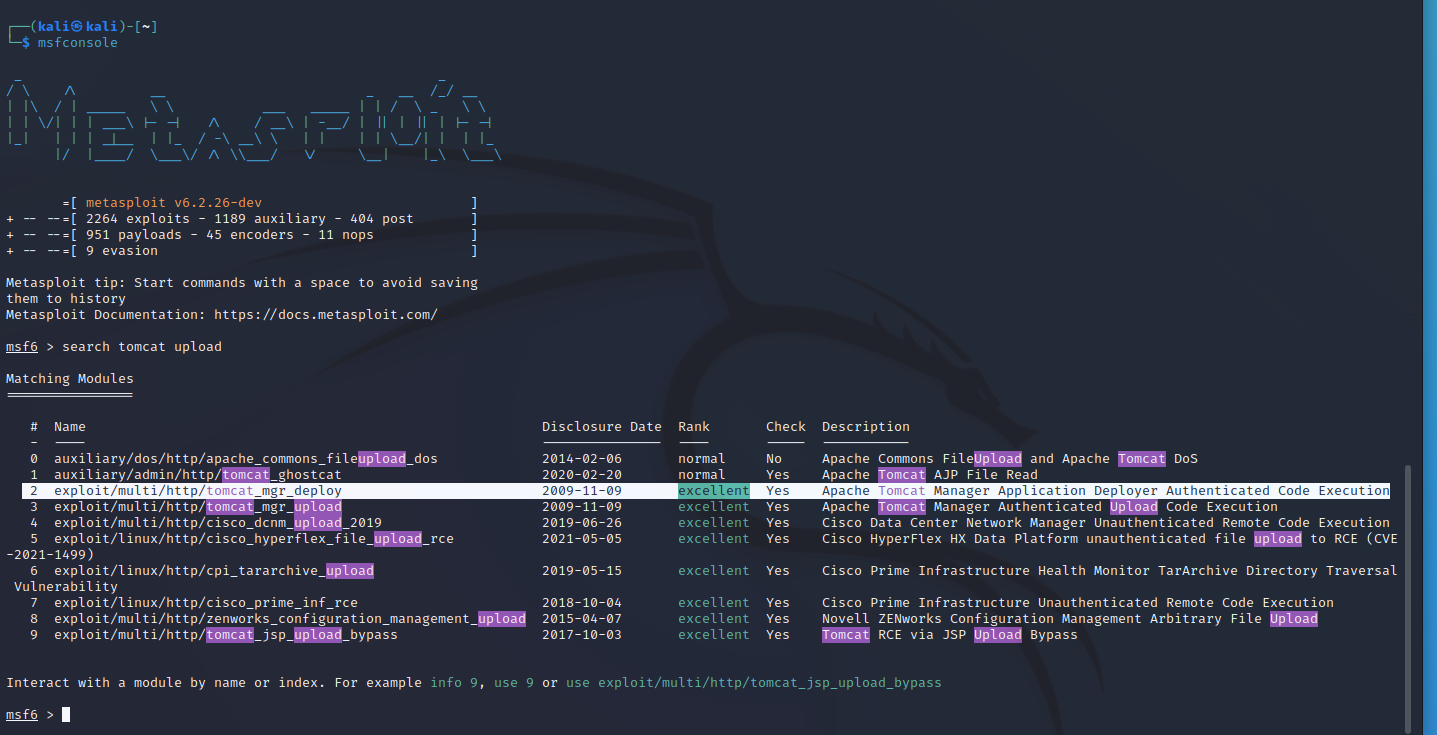 ┌──(kali㉿kali)-[~]
└─$ msfconsole
=[ metasploit v6.2.26-dev ]
+ -- --=[ 2264 exploits - 1189 auxiliary - 404 post ]
+ -- --=[ 951 payloads - 45 encoders - 11 nops ]
+ -- --=[ 9 evasion ]
Metasploit tip: Start commands with a space to avoid saving
them to history
Metasploit Documentation: https://docs.metasploit.com/
msf6 > search tomcat upload
Matching Modules
================
# Name Disclosure Date Rank Check Description
- ---- --------------- ---- ----- -----------
0 auxiliary/dos/http/apache_commons_fileupload_dos 2014-02-06 normal No Apache Commons FileUpload and Apache Tomcat DoS
1 auxiliary/admin/http/tomcat_ghostcat 2020-02-20 normal Yes Apache Tomcat AJP File Read
2 exploit/multi/http/tomcat_mgr_deploy 2009-11-09 excellent Yes Apache Tomcat Manager Application Deployer Authenticated Code Execution
3 exploit/multi/http/tomcat_mgr_upload 2009-11-09 excellent Yes Apache Tomcat Manager Authenticated Upload Code Execution
4 exploit/multi/http/cisco_dcnm_upload_2019 2019-06-26 excellent Yes Cisco Data Center Network Manager Unauthenticated Remote Code Execution
5 exploit/linux/http/cisco_hyperflex_file_upload_rce 2021-05-05 excellent Yes Cisco HyperFlex HX Data Platform unauthenticated file upload to RCE (CVE
-2021-1499)
6 exploit/linux/http/cpi_tararchive_upload 2019-05-15 excellent Yes Cisco Prime Infrastructure Health Monitor TarArchive Directory Traversal
Vulnerability
7 exploit/linux/http/cisco_prime_inf_rce 2018-10-04 excellent Yes Cisco Prime Infrastructure Unauthenticated Remote Code Execution
8 exploit/multi/http/zenworks_configuration_management_upload 2015-04-07 excellent Yes Novell ZENworks Configuration Management Arbitrary File Upload
9 exploit/multi/http/tomcat_jsp_upload_bypass 2017-10-03 excellent Yes Tomcat RCE via JSP Upload Bypass
Interact with a module by name or index. For example info 9, use 9 or use exploit/multi/http/tomcat_jsp_upload_bypass
msf6 >